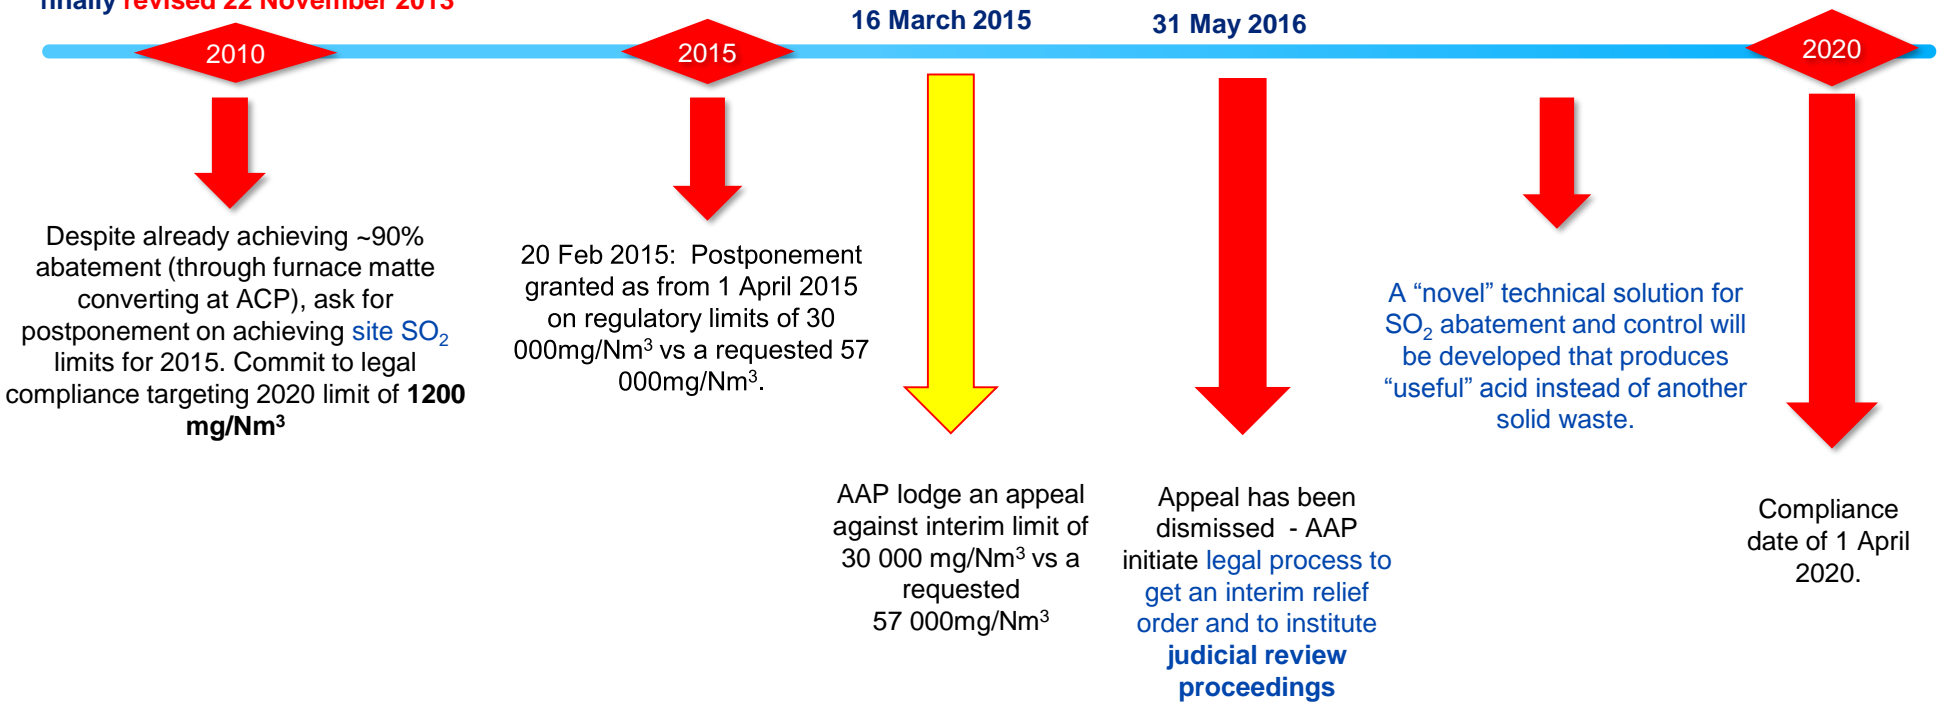 finally revised 22 November 2013
16 March 2015
31 May 2016
2010
2015
2020
Despite already achieving ~90%
abatement (through furnace matte
converting at ACP), ask for
postponement on achieving site SO₂
limits for 2015. Commit to legal
compliance targeting 2020 limit of 1200
mg/Nm³
20 Feb 2015: Postponement
granted as from 1 April 2015
on regulatory limits of 30
000mg/Nm³ vs a requested 57
000mg/Nm³.
AAP lodge an appeal
against interim limit of
30 000 mg/Nm³ vs a
requested
57 000mg/Nm³
Appeal has been
dismissed - AAP
initiate legal process to
get an interim relief
order and to institute
judicial review
proceedings
A “novel” technical solution for
SO₂ abatement and control will
be developed that produces
“useful” acid instead of another
solid waste.
Compliance
date of 1 April
2020.